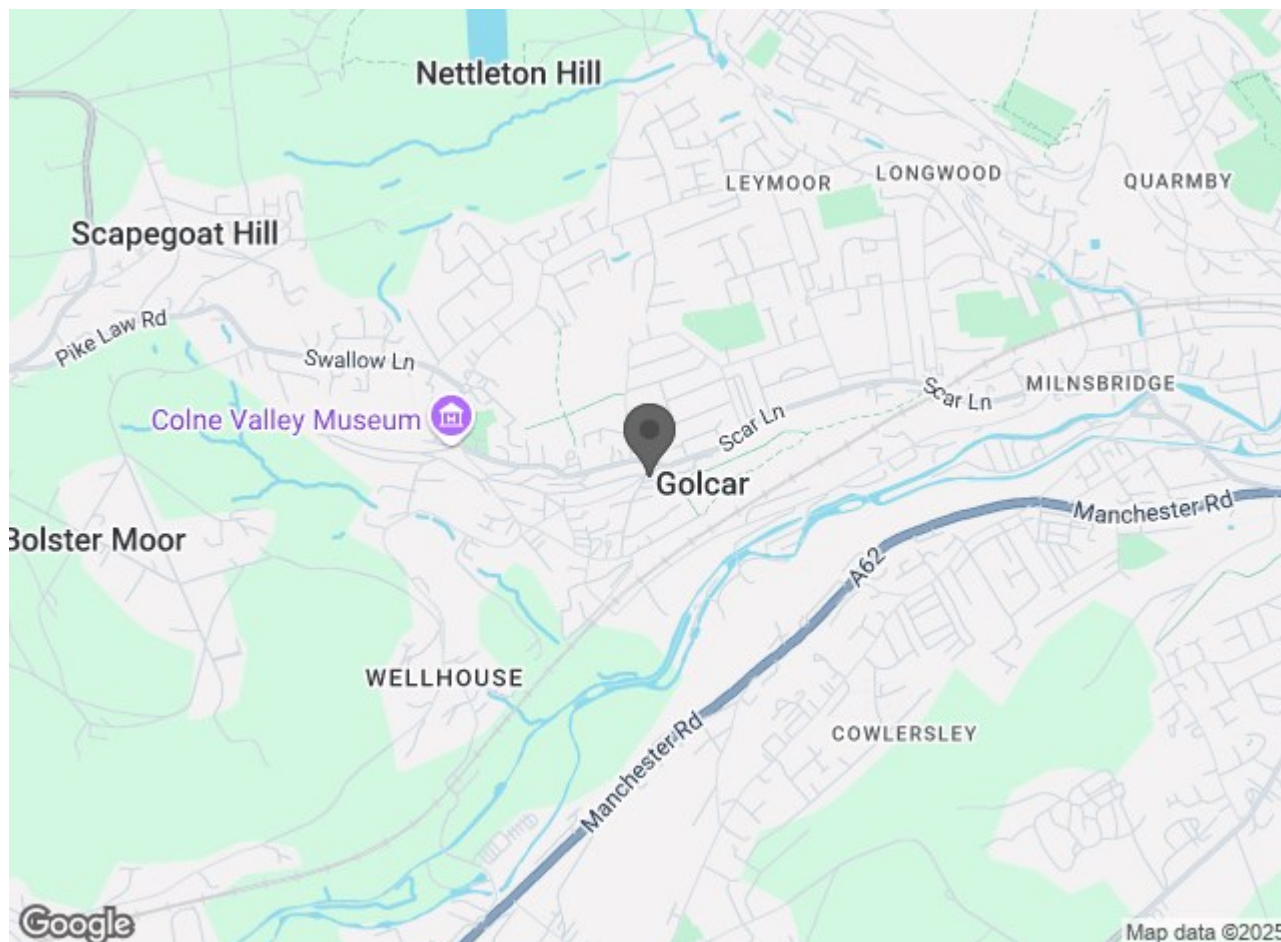 Nettleton Hill
LEYMOOR
LONGWOOD
QUARMBY
Scapegoat Hill
Pike Law Rd
Swallow Ln
Colne Valley Museum
M
Scar Ln
Scar Ln
MILNSBRIDGE
Golcar
Manchester Rd
Bolster Moor
A62
WELLHOUSE
COWLERSLEY
Manchester Rd
Google
Map data ©2025